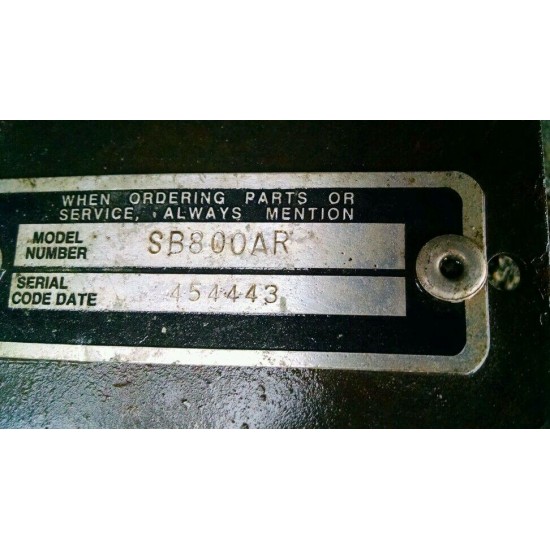 WHEN ORDERING PARTS OR
SERVICE, ALWAYS MENTION
MODEL
NUMBER SB800AR
SERIAL
CODE DATE 454443